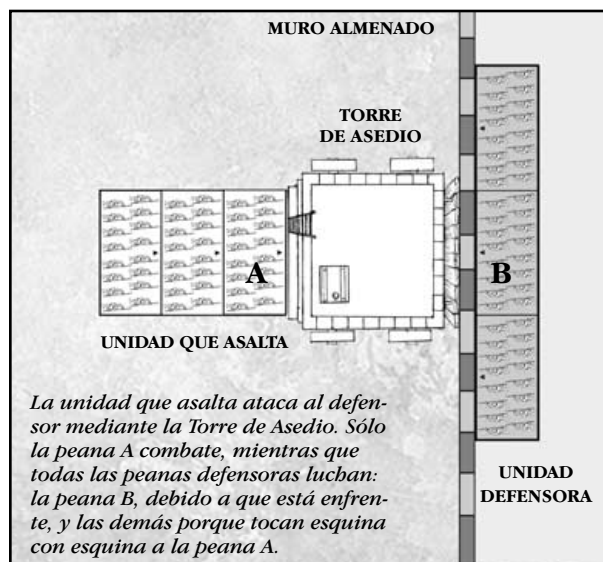 MURO ALMENADO
TORRE
DE ASEDIO
A
B
UNIDAD QUE ASALTA
La unidad que asalta ataca al defen-
sor mediante la Torre de Asedio. Sólo
la peana A combate, mientras que
todas las peanas defensoras luchan:
la peana B, debido a que está enfren-
te, y las demás porque tocan esquina
con esquina a la peana A.
UNIDAD
DEFENSORA